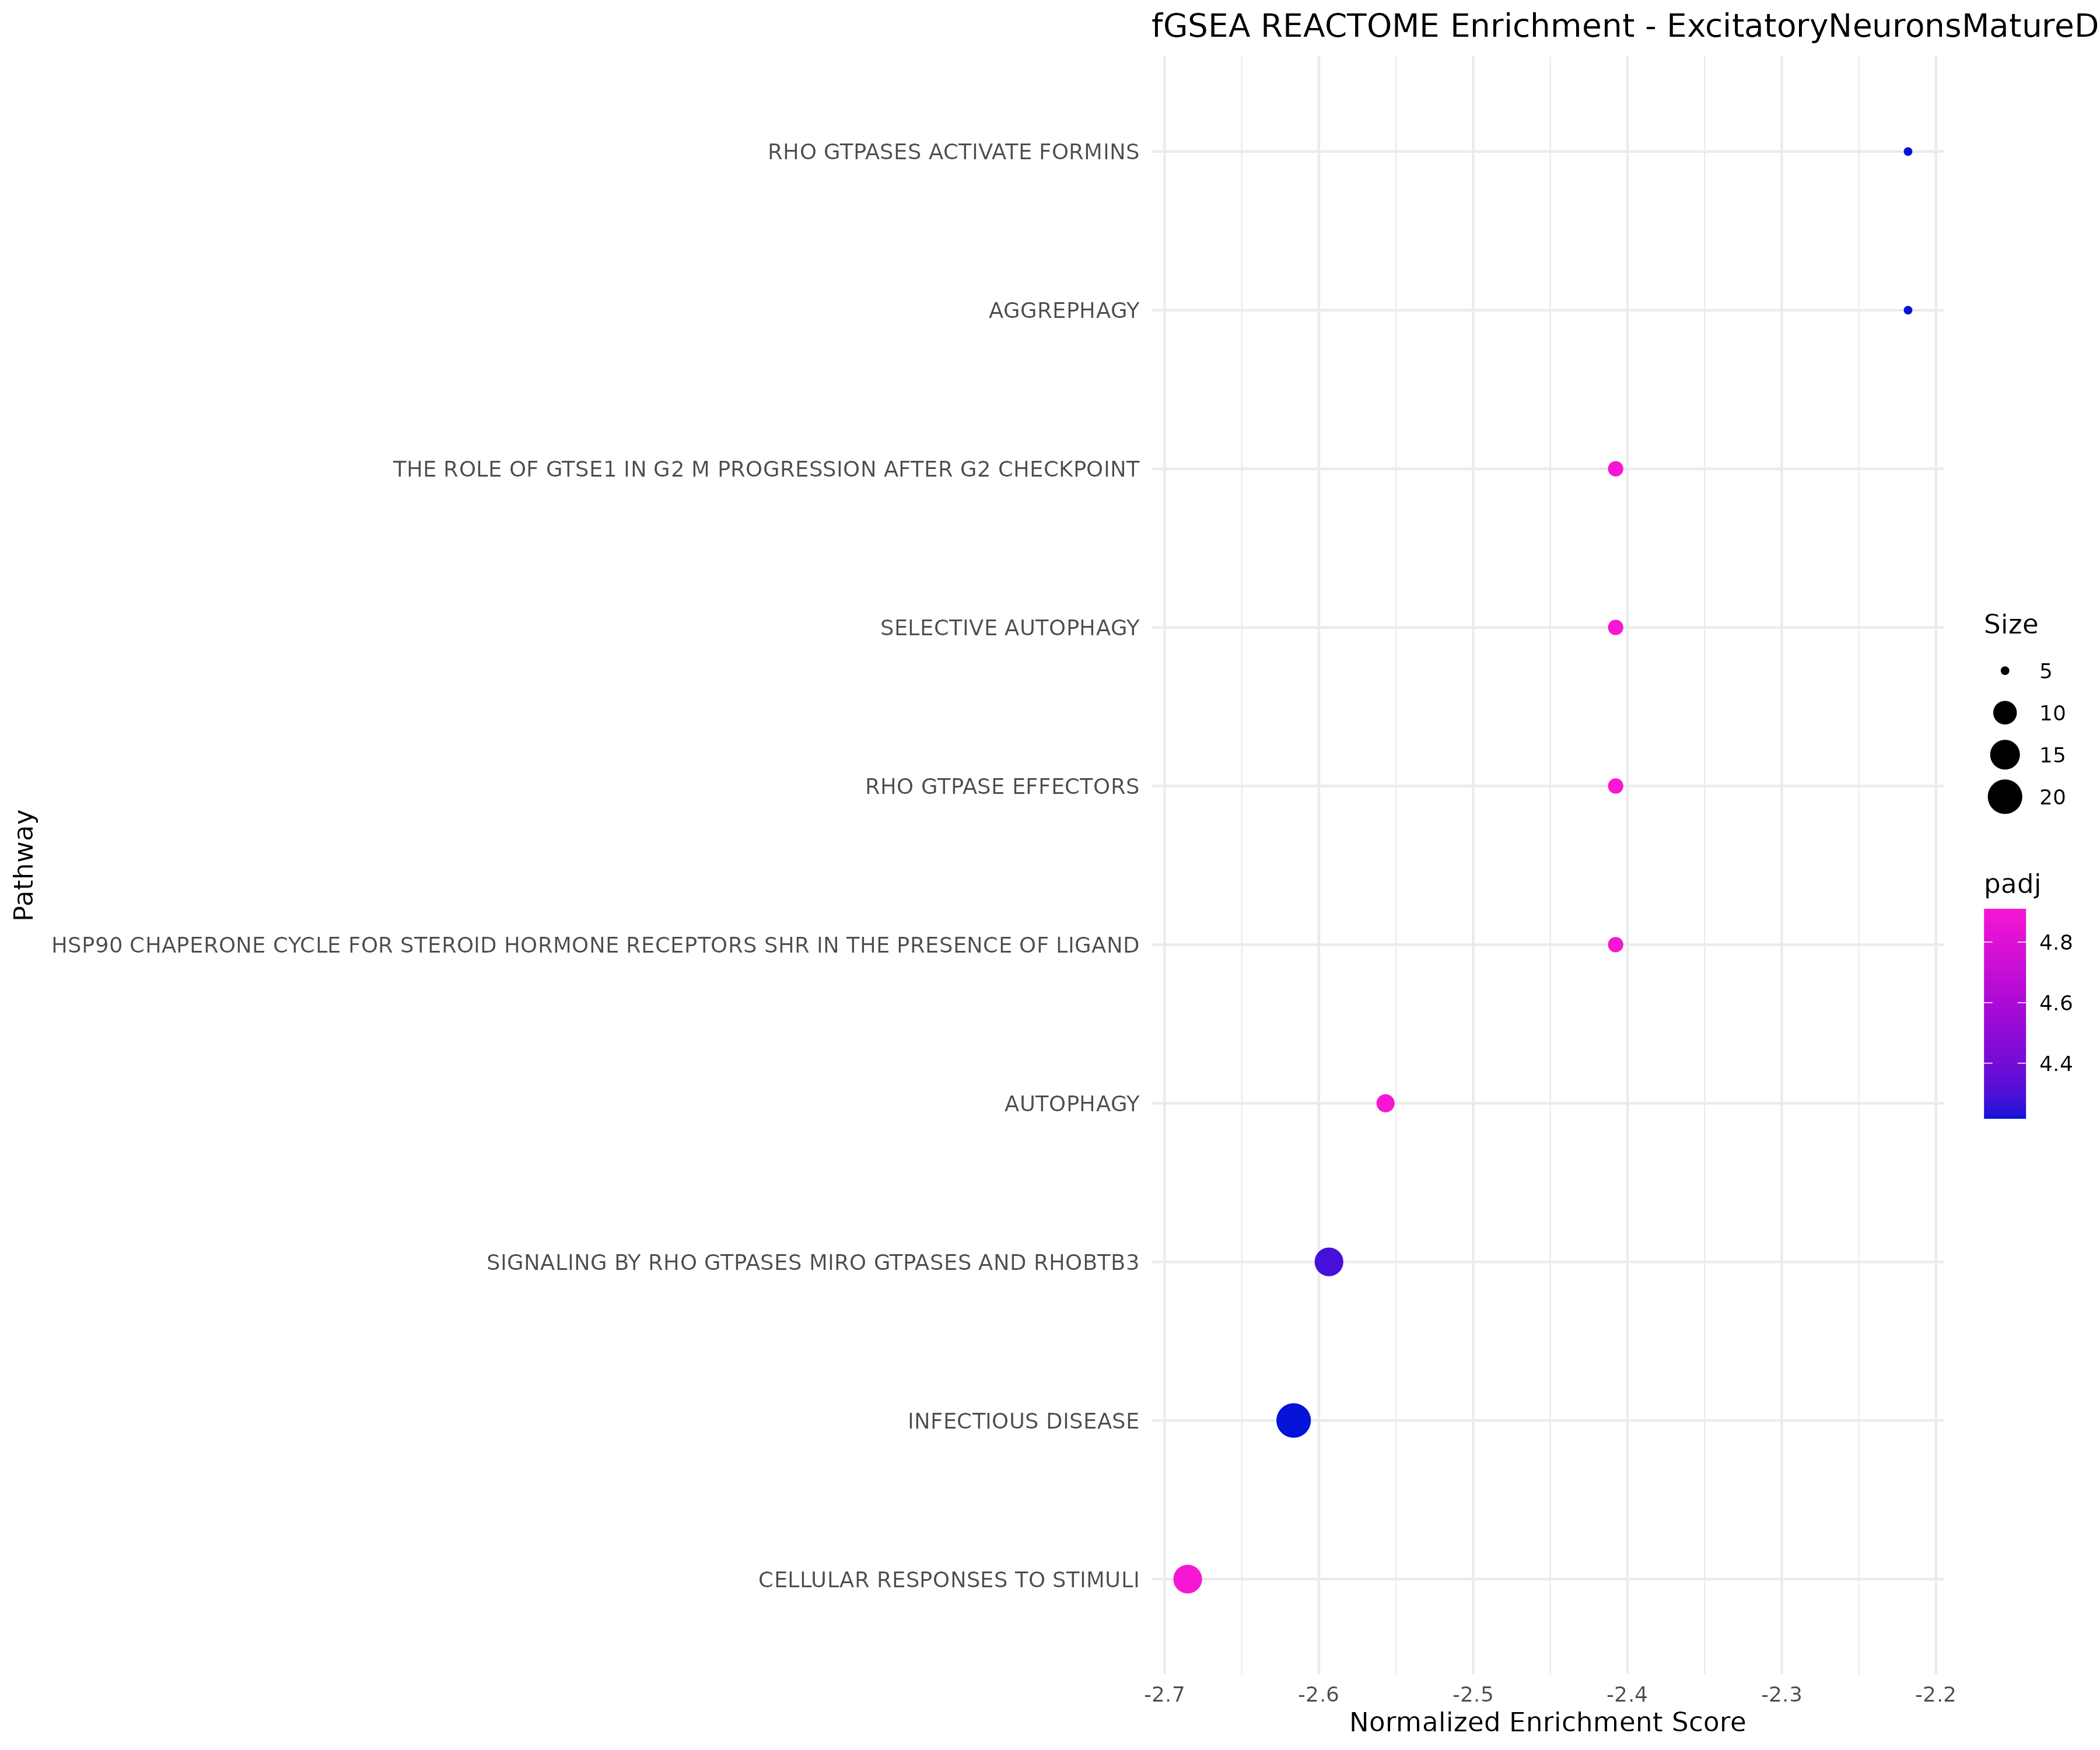 fGSEA REACTOME Enrichment - ExcitatoryNeuronsMatureD
Pathway
RHO GTPASES ACTIVATE FORMINS
AGGREPHAGY
THE ROLE OF GTSE1 IN G2 M PROGRESSION AFTER G2 CHECKPOINT
SELECTIVE AUTOPHAGY
RHO GTPASE EFFECTORS
HSP90 CHAPERONE CYCLE FOR STEROID HORMONE RECEPTORS SHR IN THE PRESENCE OF LIGAND
AUTOPHAGY
SIGNALING BY RHO GTPASES MIRO GTPASES AND RHOBTB3
INFECTIOUS DISEASE
CELLULAR RESPONSES TO STIMULI
-2.7 -2.6 -2.5 -2.4 -2.3 -2.2
Normalized Enrichment Score
Size
5
10
15
20
padj
4.8
4.6
4.4